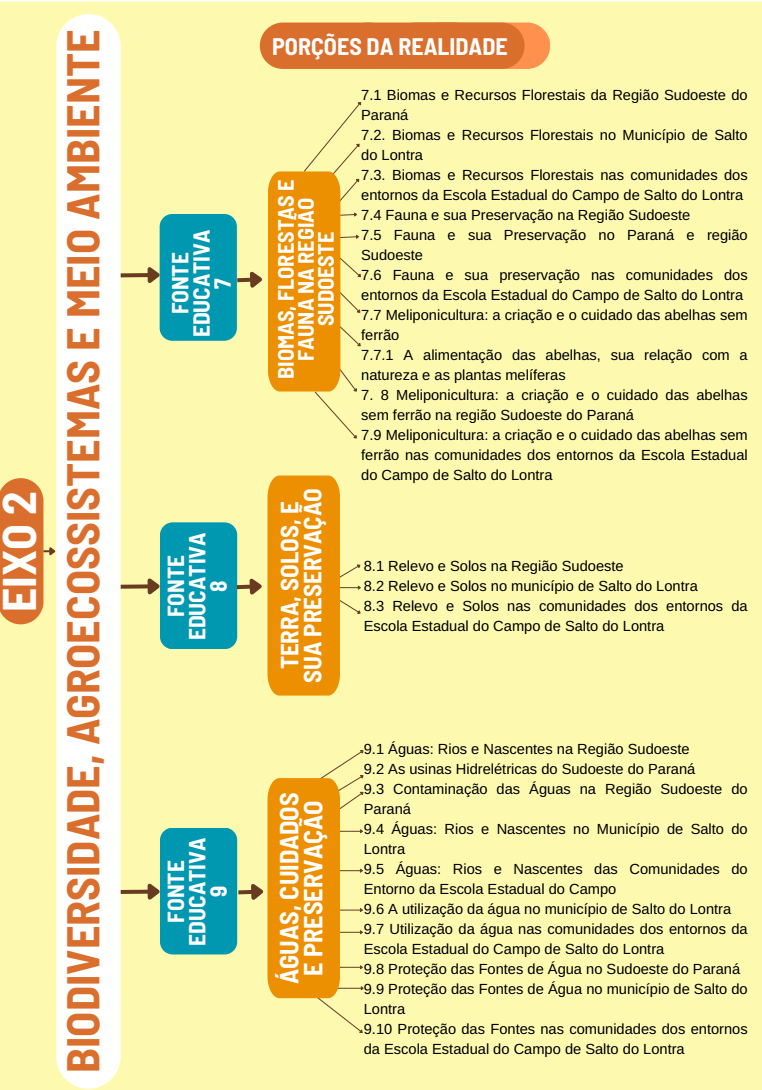 PORÇÕES DA REALIDADE
EIXO 2
BIODIVERSIDADE, AGROECOSSISTEMAS E MEIO AMBIENTE
FONTE
EDUCATIVA
7
BIOMAS, FLORESTAS E
FAUNA NA REGIÃO
SUDOESTE
7.1 Biomas e Recursos Florestais da Região Sudoeste do
Paraná
7.2. Biomas e Recursos Florestais no Município de Salto
do Lontra
7.3. Biomas e Recursos Florestais nas comunidades dos
entornos da Escola Estadual do Campo de Salto do Lontra
7.4 Fauna e sua Preservação na Região Sudoeste
7.5 Fauna e sua Preservação no Paraná e região
Sudoeste
7.6 Fauna e sua preservação nas comunidades dos
entornos da Escola Estadual do Campo de Salto do Lontra
7.7 Meliponicultura: a criação e o cuidado das abelhas sem
ferrão
7.7.1 A alimentação das abelhas, sua relação com a
natureza e as plantas melíferas
7. 8 Meliponicultura: a criação e o cuidado das abelhas
sem ferrão na região Sudoeste do Paraná
7.9 Meliponicultura: a criação e o cuidado das abelhas sem
ferrão nas comunidades dos entornos da Escola Estadual
do Campo de Salto do Lontra
FONTE
EDUCATIVA
8
TERRA, SOLOS, E
SUA PRESERVAÇÃO
8.1 Relevo e Solos na Região Sudoeste
8.2 Relevo e Solos no município de Salto do Lontra
8.3 Relevo e Solos nas comunidades dos entornos da
Escola Estadual do Campo de Salto do Lontra
FONTE
EDUCATIVA
9
ÁGUAS, CUIDADOS
E PRESERVAÇÃO
9.1 Águas: Rios e Nascentes na Região Sudoeste
9.2 As usinas Hidrelétricas do Sudoeste do Paraná
9.3 Contaminação das Águas na Região Sudoeste do
Paraná
9.4 Águas: Rios e Nascentes no Município de Salto do
Lontra
9.5 Águas: Rios e Nascentes das Comunidades do
Entorno da Escola Estadual do Campo
9.6 A utilização da água no município de Salto do Lontra
9.7 Utilização da água nas comunidades dos entornos da
Escola Estadual do Campo de Salto do Lontra
9.8 Proteção das Fontes de Água no Sudoeste do Paraná
9.9 Proteção das Fontes de Água no município de Salto do
Lontra
9.10 Proteção das Fontes nas comunidades dos entornos
da Escola Estadual do Campo de Salto do Lontra